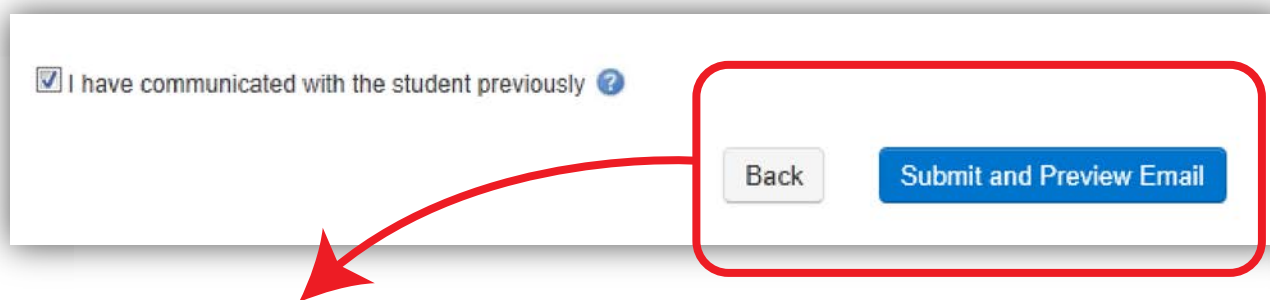 I have communicated with the student previously ?
Back
Submit and Preview Email